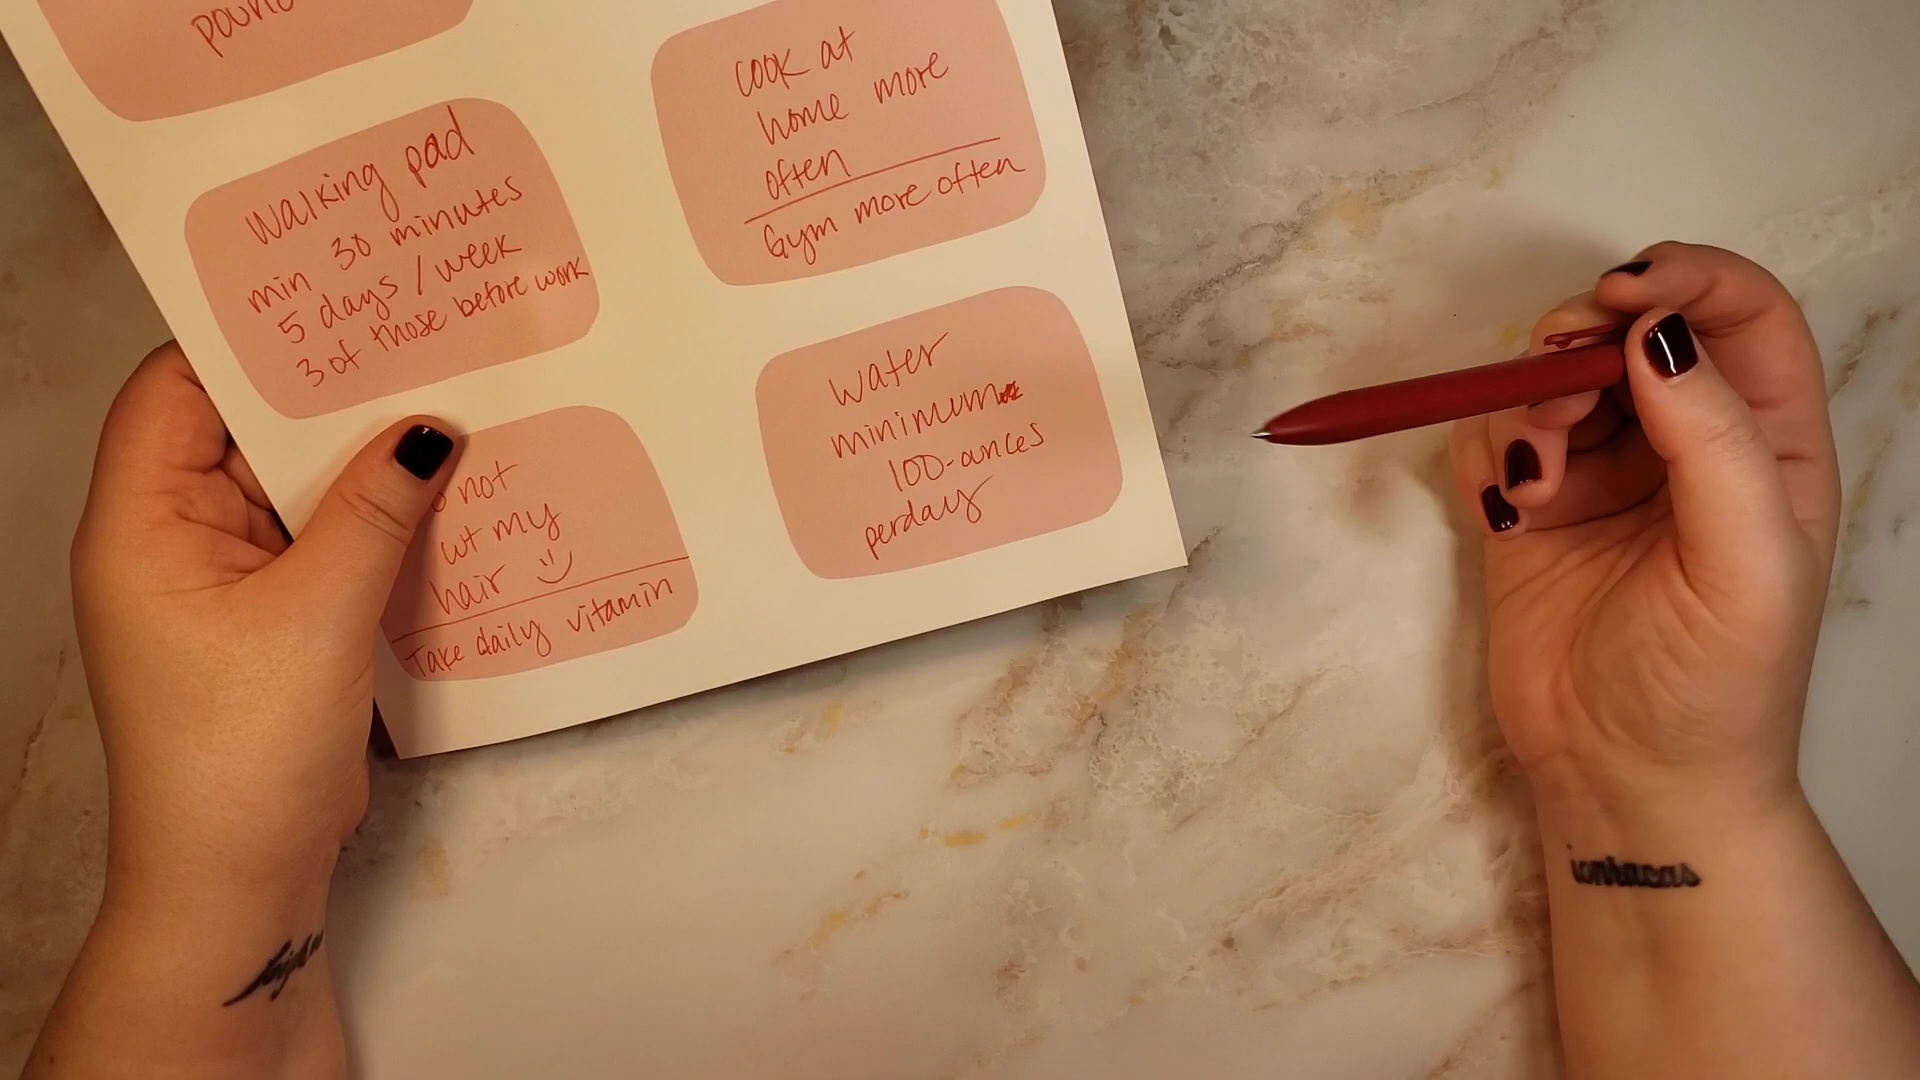 Walking pad
min 30 minutes
5 days / week
3 of those before work
not
my
hair :)
Take daily vitamin
cook at
home more
often
Gym more often
Water
minimum
100-ounces
perday